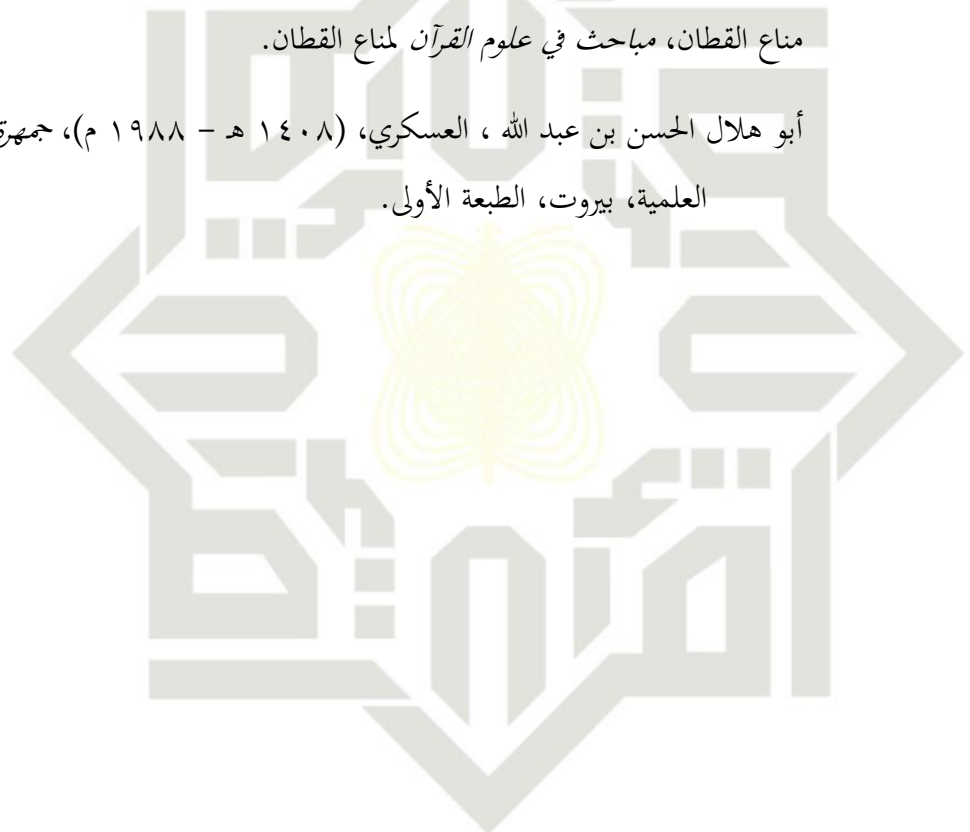 مناع القطان، مباحث في علوم القرآن لمناع القطان.
أبو هلال الحسن بن عبد الله ، العسكري، (١٤٠٨ هـ – ١٩٨٨ م)، جمهرة
العلمية، بيروت، الطبعة الأولى.